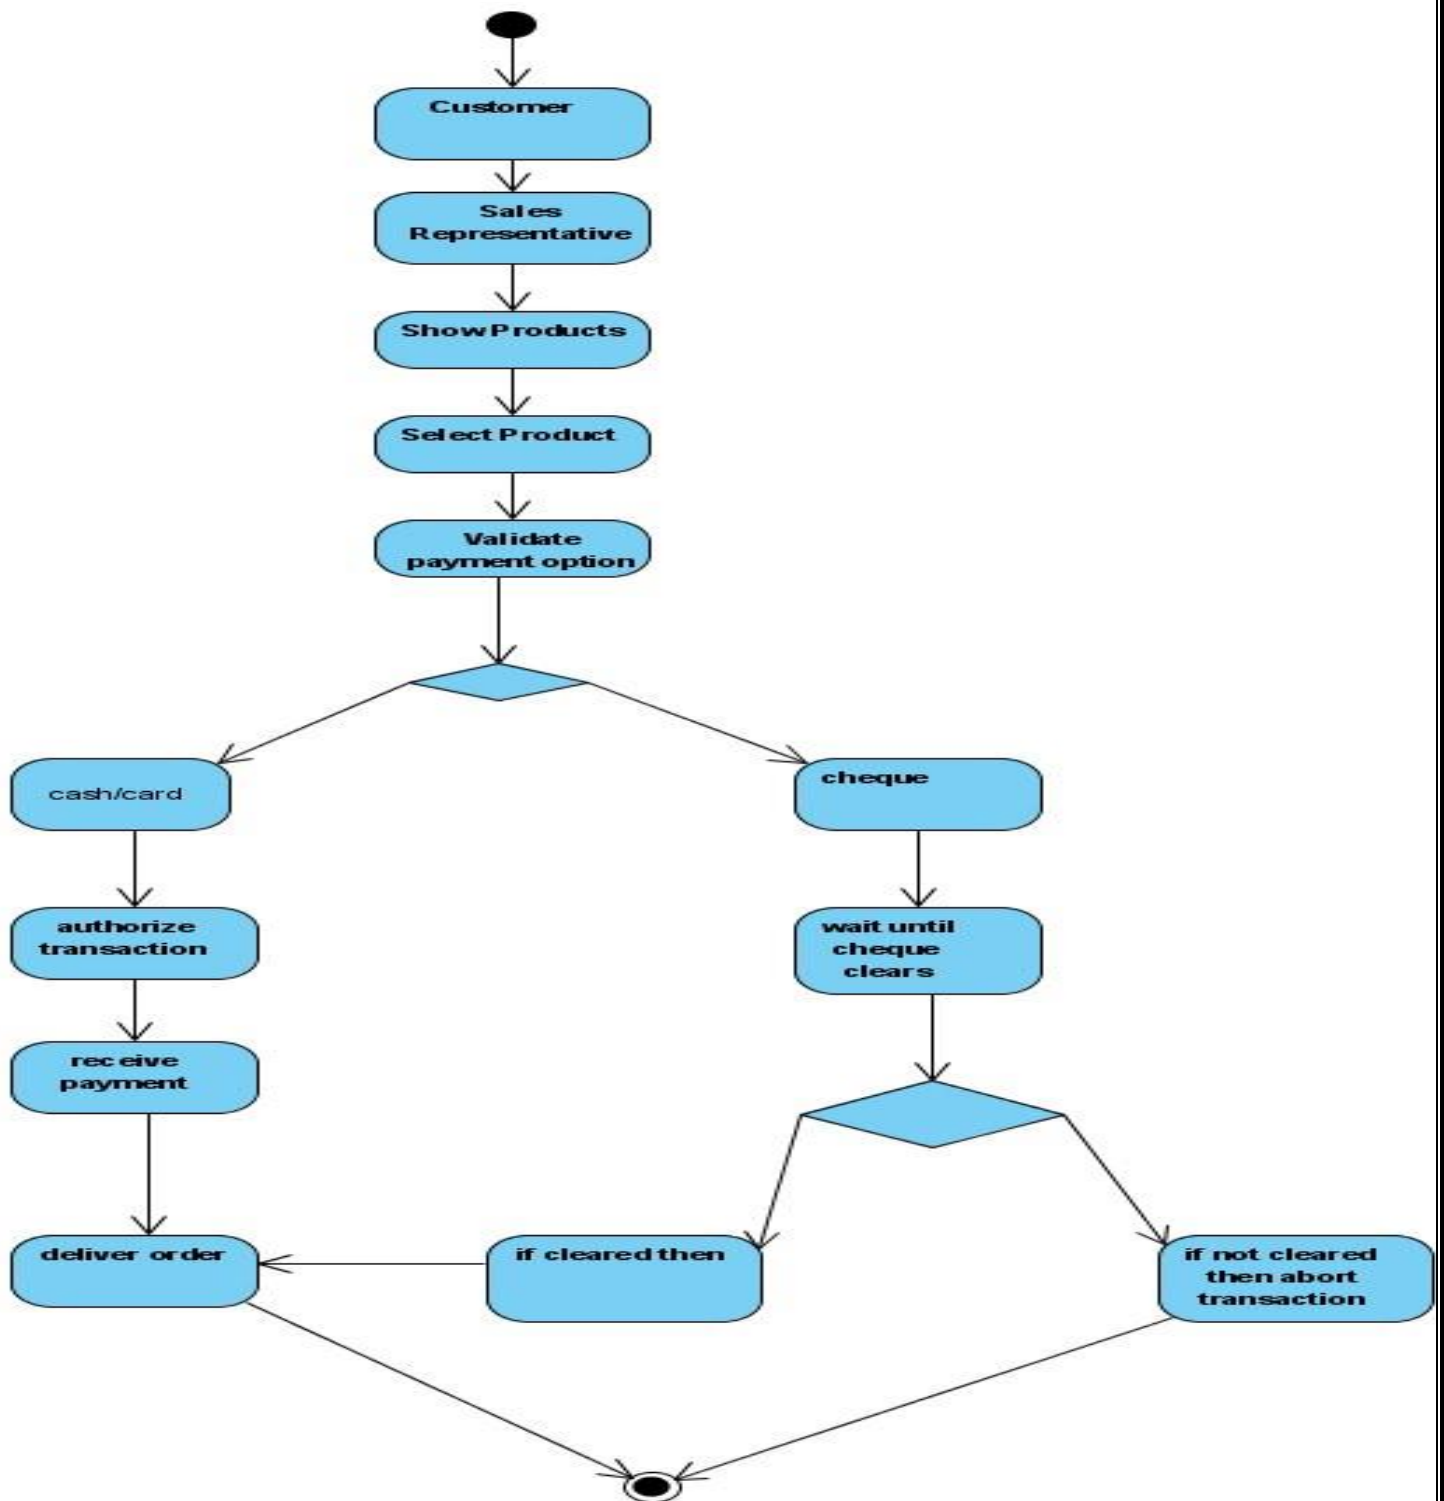 Customer
Sales
Representative
Show Products
Select Product
Validate
payment option
cash/card
cheque
authorize
transaction
wait until
cheque
clears
receive
payment
deliver order
if cleared then
if not cleared
then abort
transaction